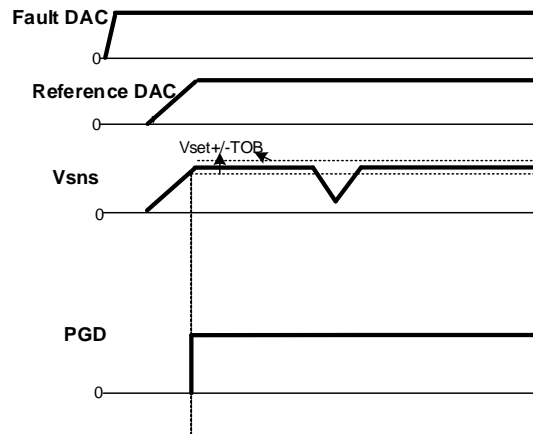 Fault DAC
0
Reference DAC
0
Vset+/-TOB
Vsns
0
PGD
0